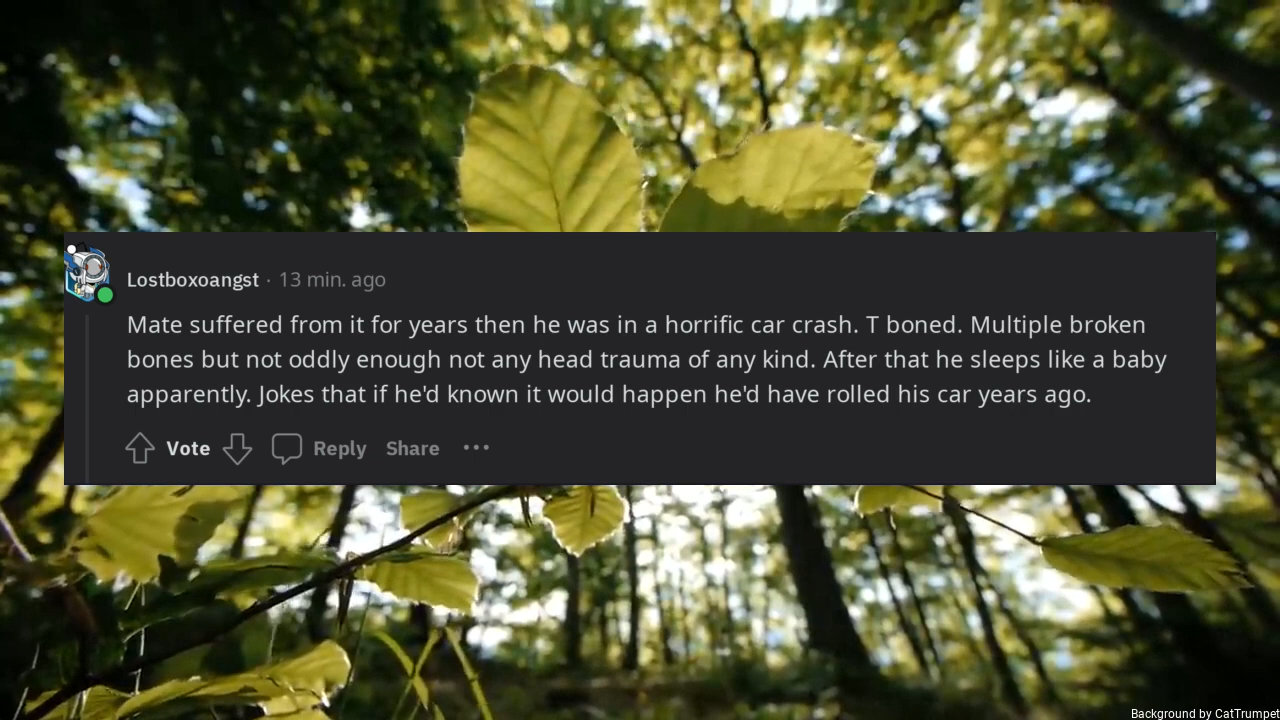 Lostboxoangst · 13 min. ago
Mate suffered from it for years then he was in a horrific car crash. T boned. Multiple broken
bones but not oddly enough not any head trauma of any kind. After that he sleeps like a baby
apparently. Jokes that if he'd known it would happen he'd have rolled his car years ago.
Vote Reply Share ···
Background by CatTrumpet